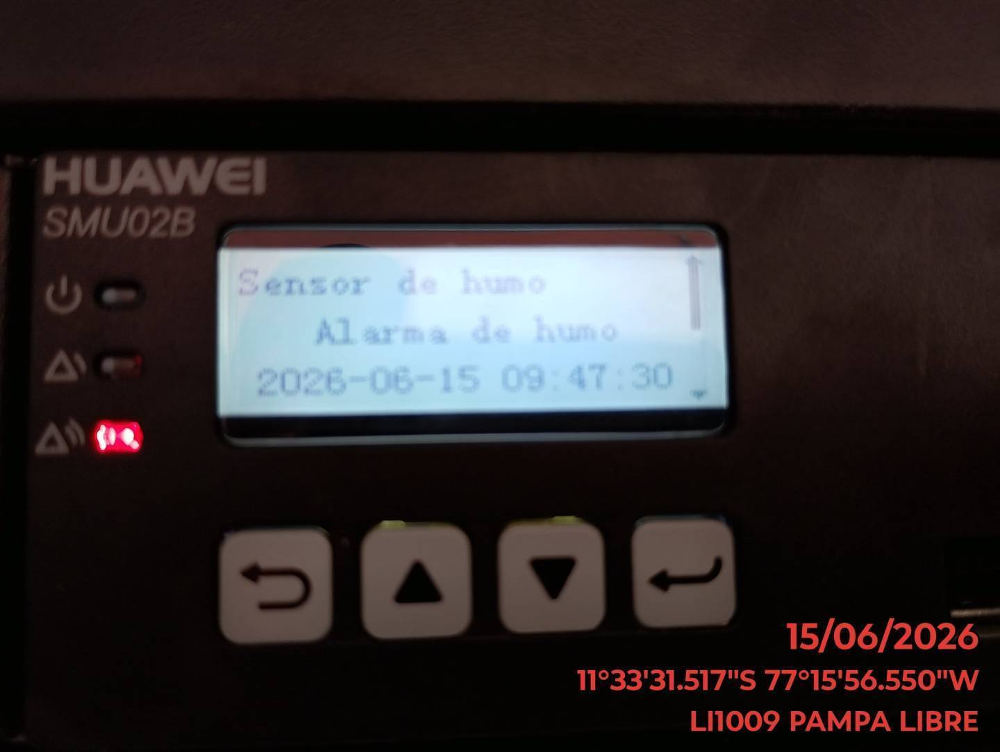 HUAWEI
SMU02B
Sensor de humo
Alarma de humo
2026-06-15 09:47:30
15/06/2026
11°33'31.517"S 77°15'56.550"W
LI1009 PAMPA LIBRE